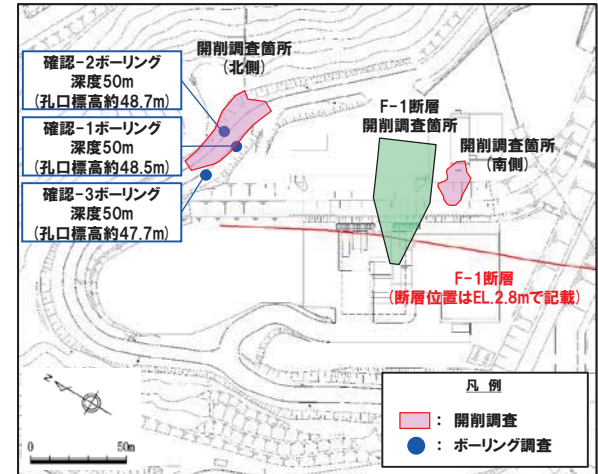 確認-2ボーリング
深度50m
(孔口標高約48.7m)
確認-1ボーリング
深度50m
(孔口標高約48.5m)
確認-3ボーリング
深度50m
(孔口標高約47.7m)
開削調査箇所
(北側)
F-1断層
開削調査箇所
開削調査箇所
(南側)
F-1断層
(断層位置はEL.2.8mで記載)
N
0 50m
凡 例
： 開削調査
： ボーリング調査